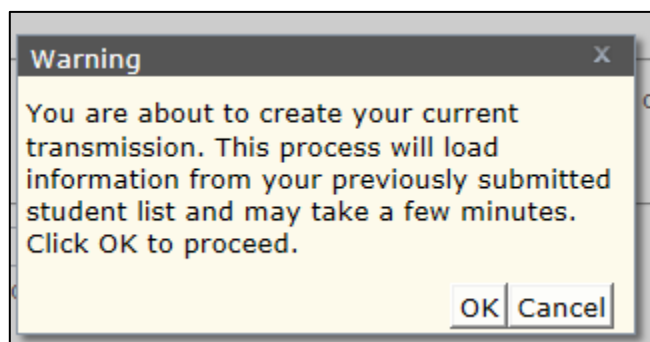 Warning
x
You are about to create your current
transmission. This process will load
information from your previously submitted
student list and may take a few minutes.
Click OK to proceed.
OK Cancel